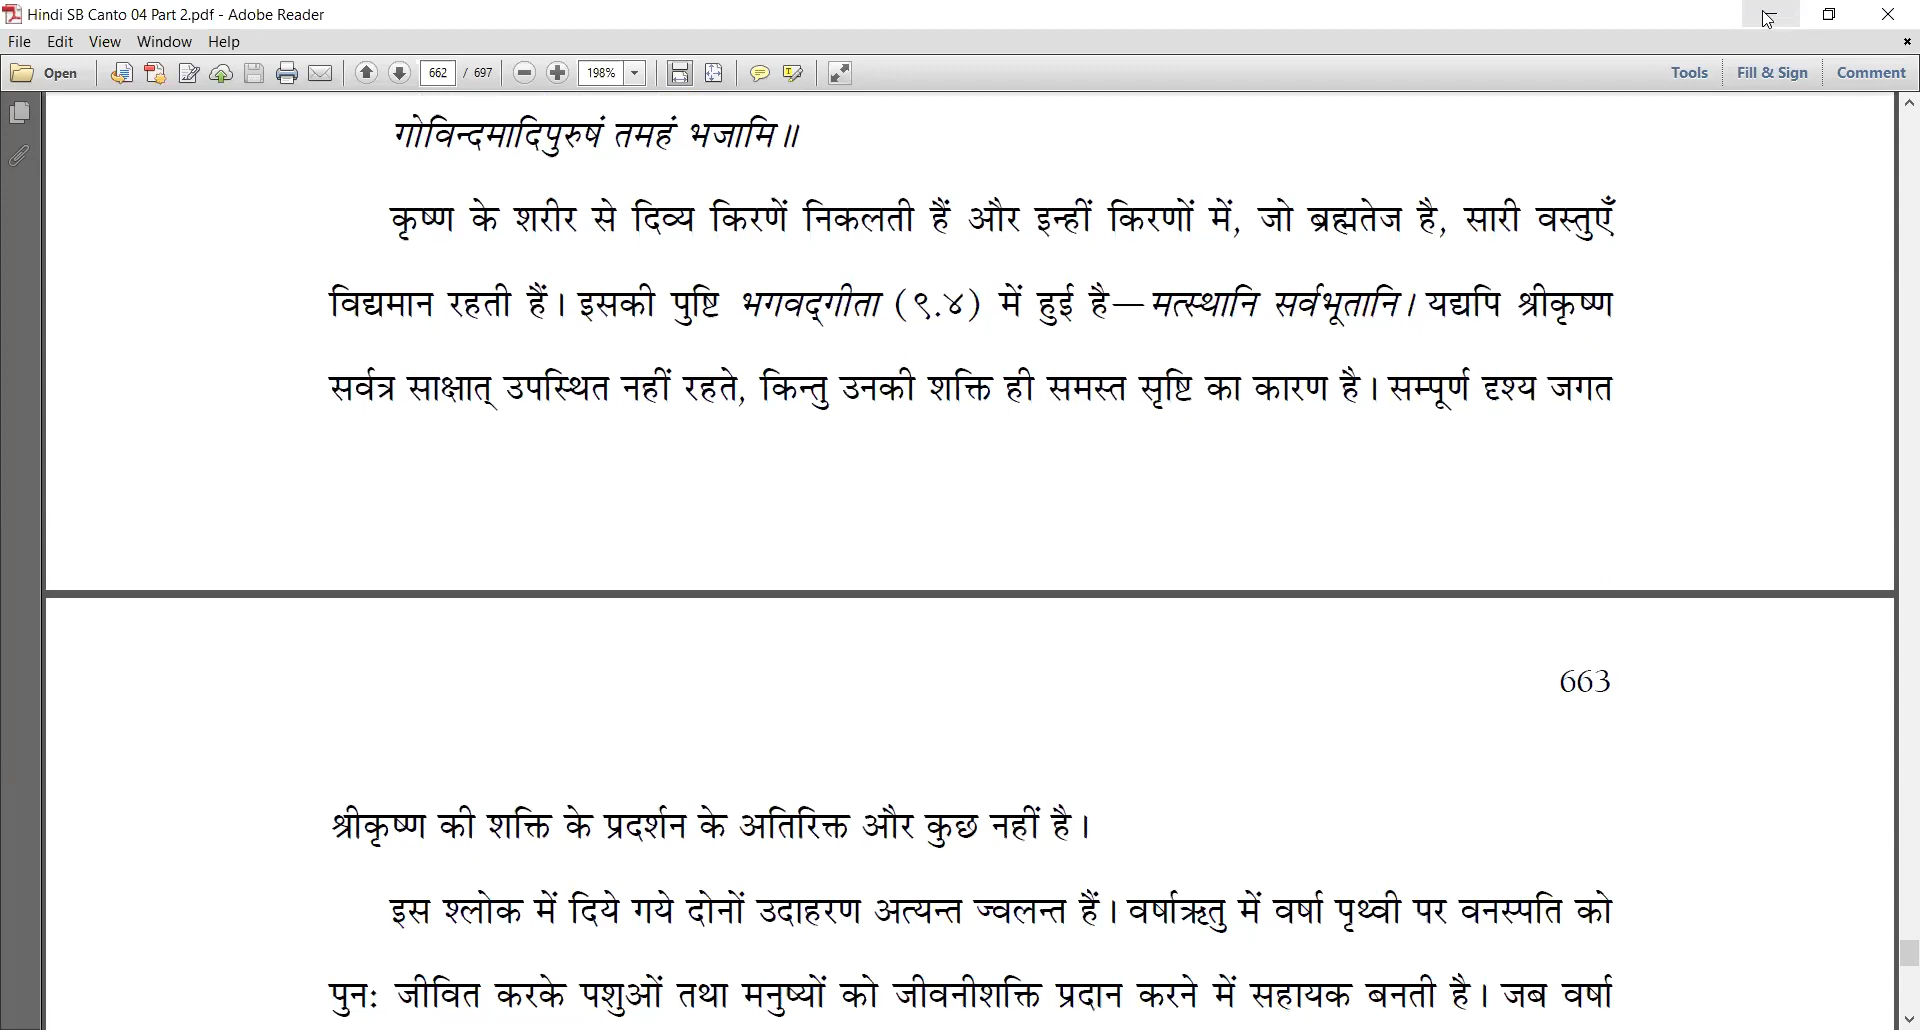 Hindi SB Canto 04 Part 2.pdf - Adobe Reader
File Edit View Window Help
Open 662 / 697 198% Tools Fill & Sign Comment
गोविन्दमादिपुरुषं तमहं भजामि॥
कृष्ण के शरीर से दिव्य किरणें निकलती हैं और इन्हीं किरणों में, जो ब्रह्मतेज है, सारी वस्तुएँ
विद्यमान रहती हैं। इसकी पुष्टि भगवद्गीता (९.४) में हुई है—मत्स्थानि सर्वभूतानि। यद्यपि श्रीकृष्ण
सर्वत्र साक्षात् उपस्थित नहीं रहते, किन्तु उनकी शक्ति ही समस्त सृष्टि का कारण है। सम्पूर्ण दृश्य जगत
663
श्रीकृष्ण की शक्ति के प्रदर्शन के अतिरिक्त और कुछ नहीं है।
इस श्लोक में दिये गये दोनों उदाहरण अत्यन्त ज्वलन्त हैं। वर्षाऋतु में वर्षा पृथ्वी पर वनस्पति को
पुनः जीवित करके पशुओं तथा मनुष्यों को जीवनीशक्ति प्रदान करने में सहायक बनती है। जब वर्षा